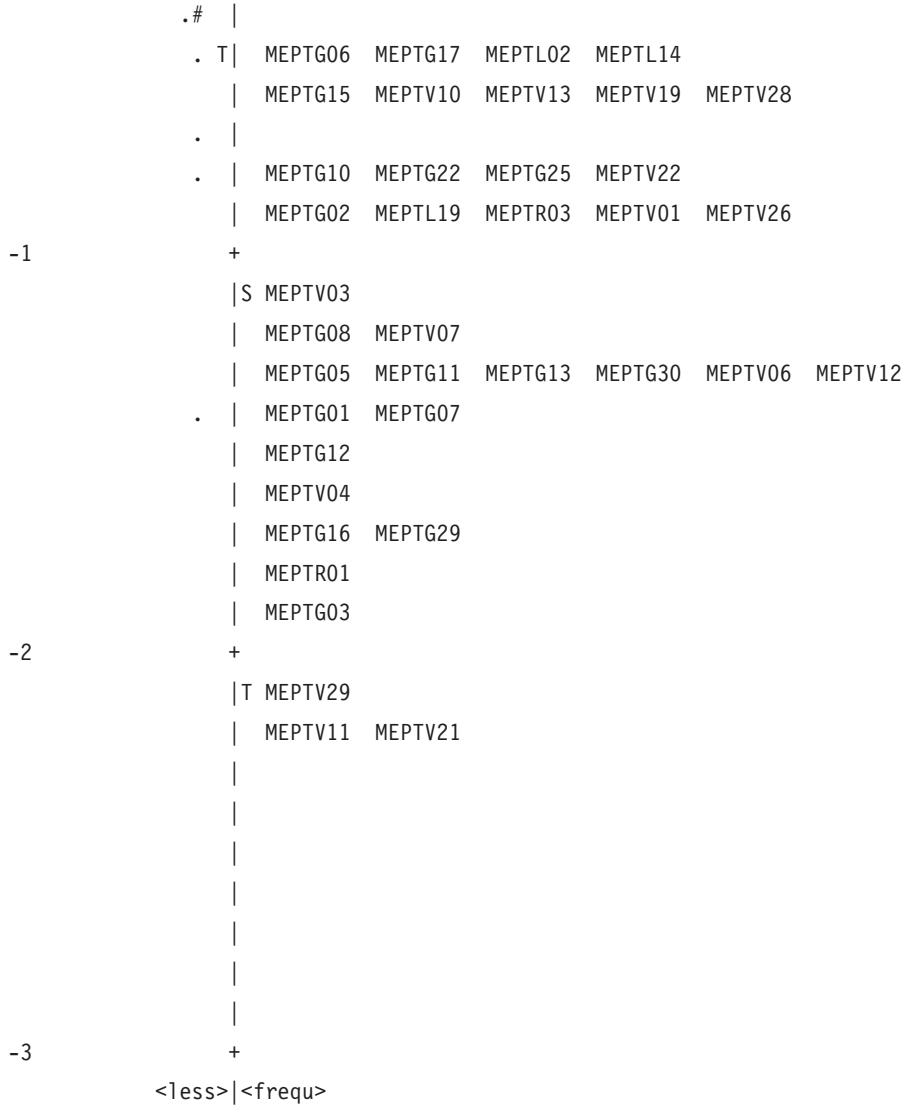 .# |
. T| MEPTG06 MEPTG17 MEPTL02 MEPTL14
| MEPTG15 MEPTV10 MEPTV13 MEPTV19 MEPTV28
. |
. | MEPTG10 MEPTG22 MEPTG25 MEPTV22
| MEPTG02 MEPTL19 MEPTR03 MEPTV01 MEPTV26
-1 +
|S MEPTV03
| MEPTG08 MEPTV07
| MEPTG05 MEPTG11 MEPTG13 MEPTG30 MEPTV06 MEPTV12
. | MEPTG01 MEPTG07
| MEPTG12
| MEPTV04
| MEPTG16 MEPTG29
| MEPTR01
| MEPTG03
-2 +
|T MEPTV29
| MEPTV11 MEPTV21
|
|
|
|
|
|
|
-3 +
<less>|<frequ>